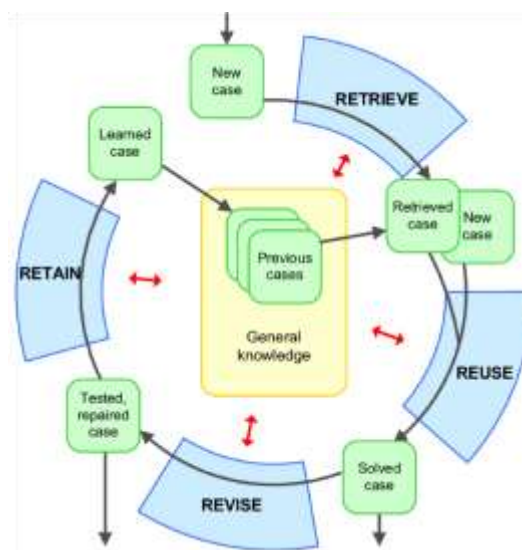 New
case
RETRIEVE
Learned
case
Retrieved
case
New
case
Previous
cases
RETAIN
General
knowledge
REUSE
Tested,
repaired
case
REVISE
Solved
case